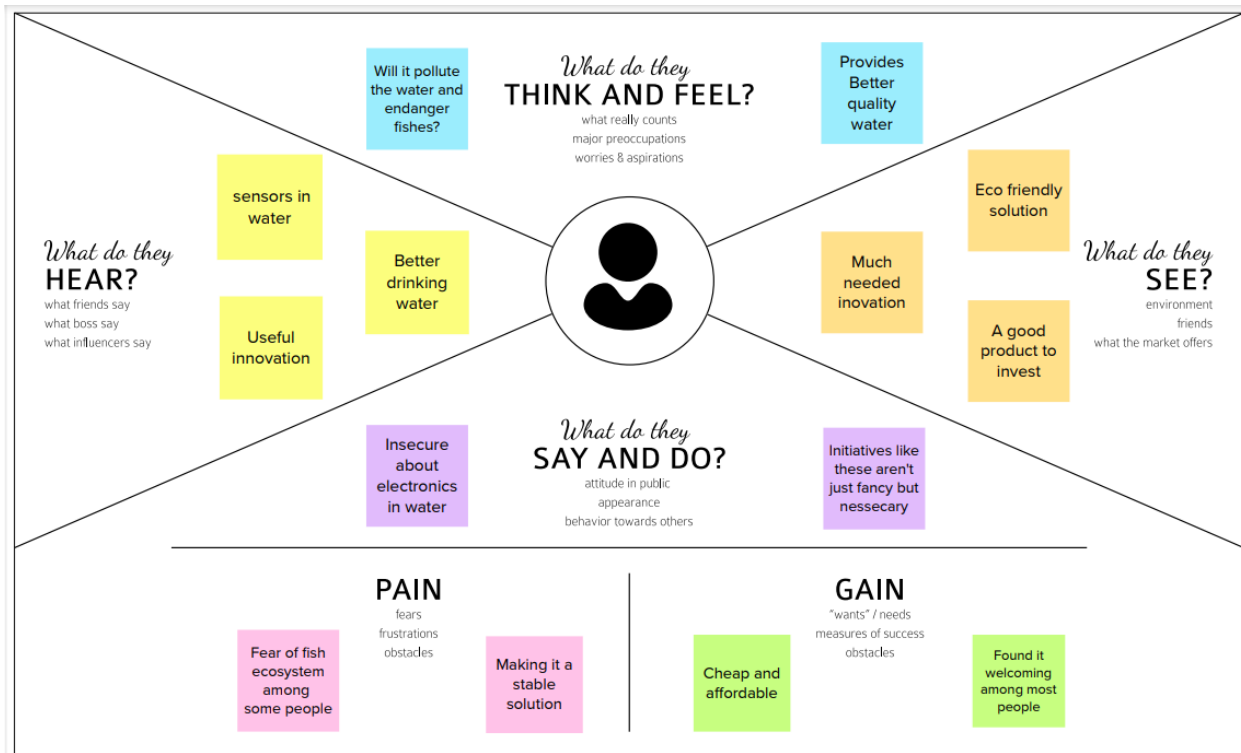 What do they
THINK AND FEEL?
what really counts
major preoccupations
worries & aspirations
Will it pollute
the water and
endanger
fishes?
Provides
Better
quality
water
What do they
HEAR?
what friends say
what boss say
what influencers say
sensors in
water
Better
drinking
water
Useful
innovation
What do they
SEE?
environment
friends
what the market offers
Eco friendly
solution
Much
needed
inovation
A good
product to
invest
What do they
SAY AND DO?
attitude in public
appearance
behavior towards others
Insecure
about
electronics
in water
Initiatives like
these aren't
just fancy but
nessecary
PAIN
fears
frustrations
obstacles
Fear of fish
ecosystem
among
some people
Making it a
stable
solution
GAIN
"wants" / needs
measures of success
obstacles
Cheap and
affordable
Found it
welcoming
among most
people